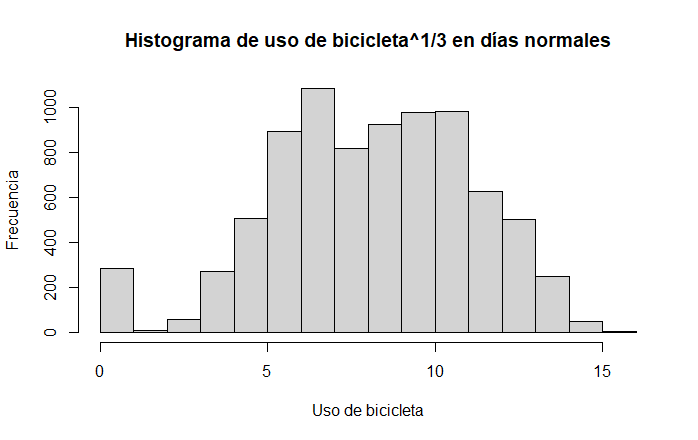 Histograma de uso de bicicleta^1/3 en días normales
Frecuencia
1000
800
600
400
200
0
0 5 10 15
Uso de bicicleta